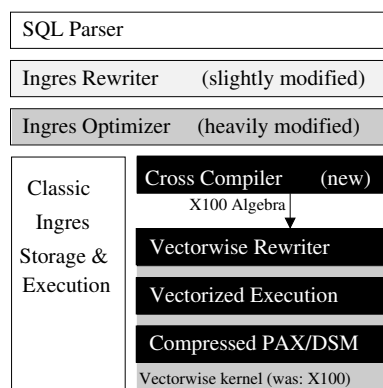 SQL Parser
Ingres Rewriter (slightly modified)
Ingres Optimizer (heavily modified)
Classic
Ingres
Storage &
Execution
Cross Compiler (new)
X100 Algebra
Vectorwise Rewriter
Vectorized Execution
Compressed PAX/DSM
Vectorwise kernel (was: X100)